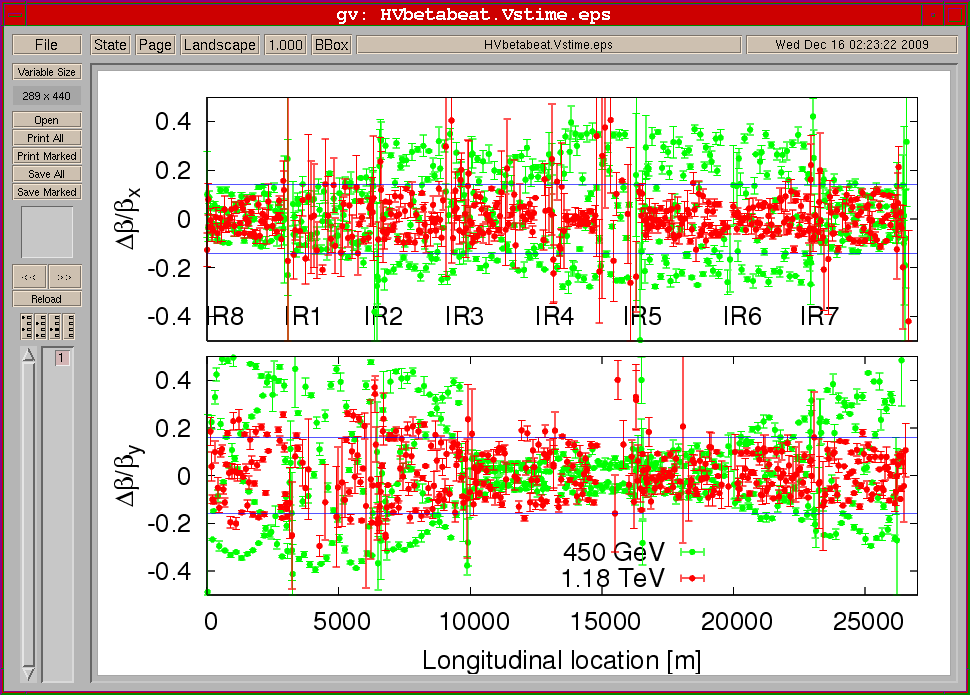 gv: HVbetabeat.Vstime.eps
File State Page Landscape 1.000 BBox HVbetabeat.Vstime.eps Wed Dec 16 02:23:22 2009
Variable Size
289 x 440
Open
Print All
Print Marked
Save All
Save Marked
<< >>
Reload
1
Δβ/βx
0.4
0.2
0
-0.2
-0.4
IR8 IR1 IR2 IR3 IR4 IR5 IR6 IR7
Δβ/βy
0.4
0.2
0
-0.2
-0.4
450 GeV
1.18 TeV
0 5000 10000 15000 20000 25000
Longitudinal location [m]